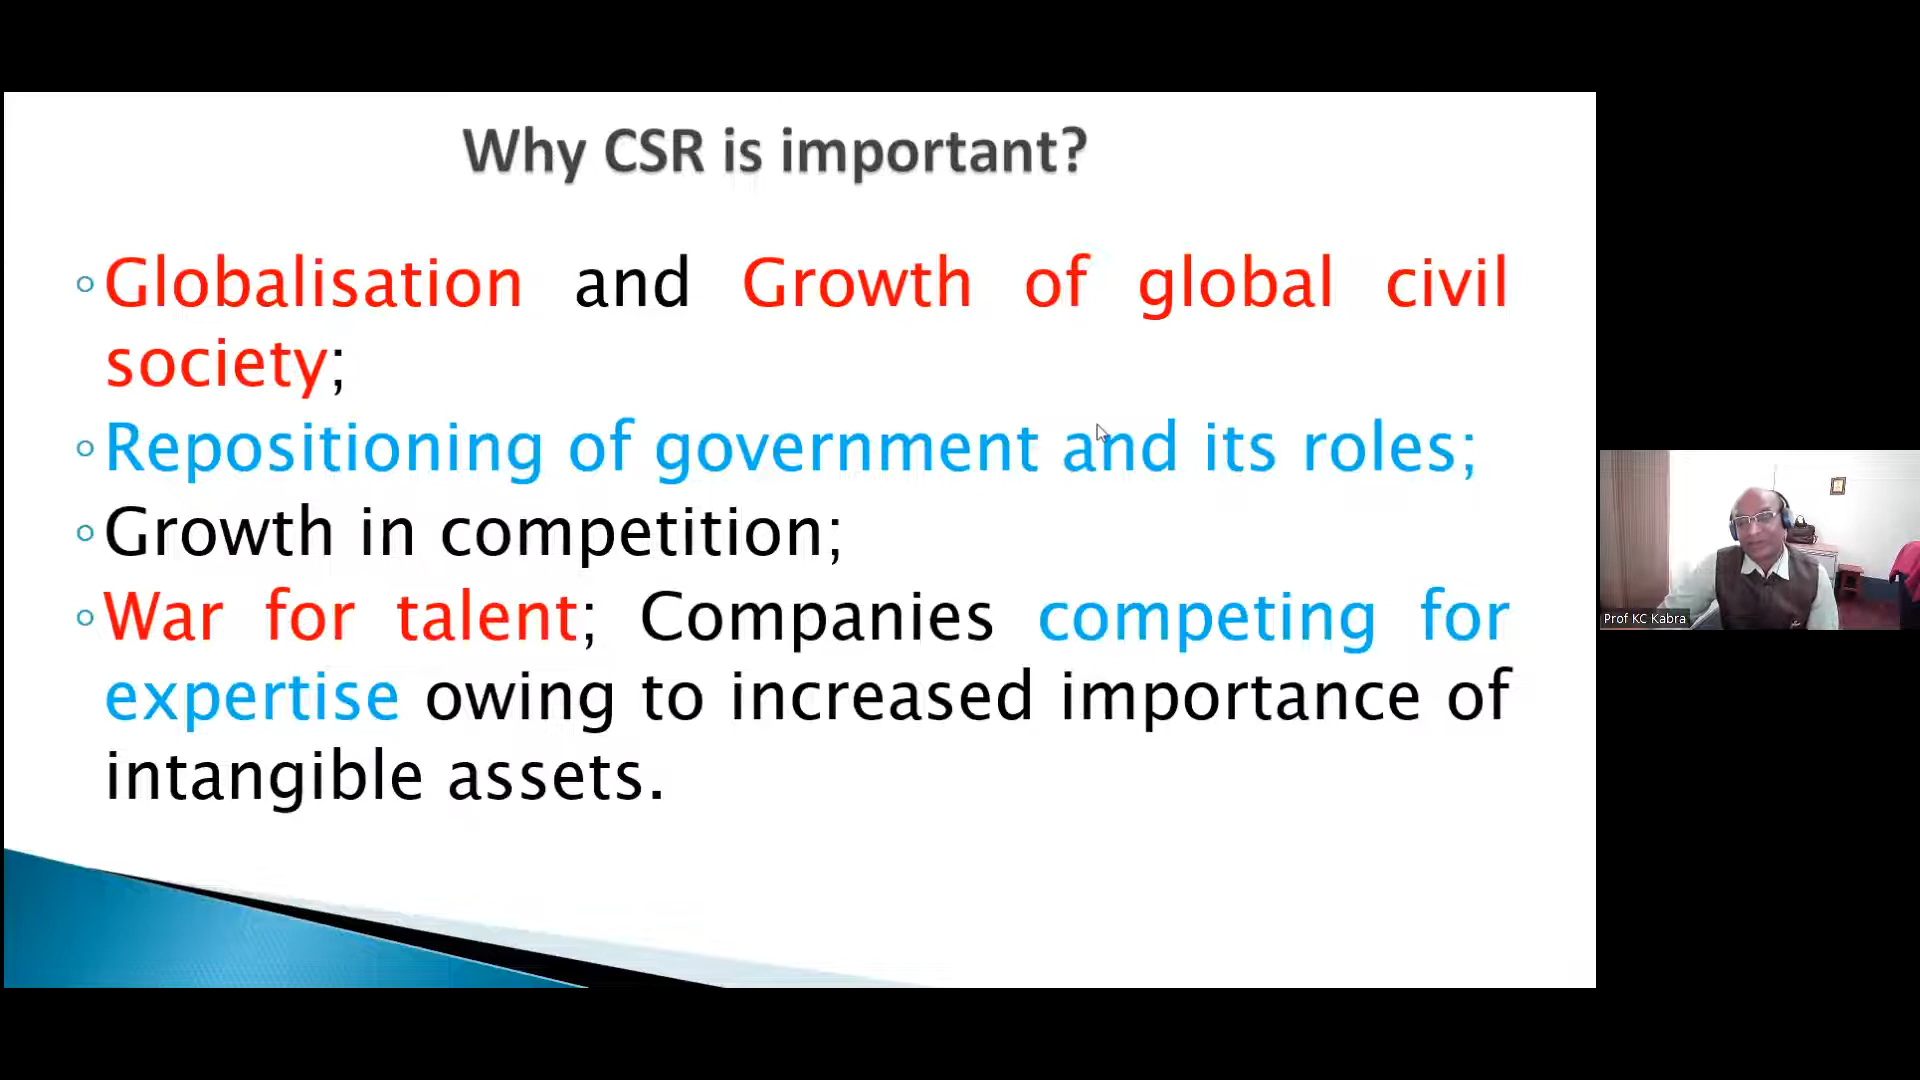 Why CSR is important?
◦Globalisation and Growth of global civil
society;
◦Repositioning of government and its roles;
◦Growth in competition;
◦War for talent; Companies competing for
expertise owing to increased importance of
intangible assets.
Prof KC Kabra